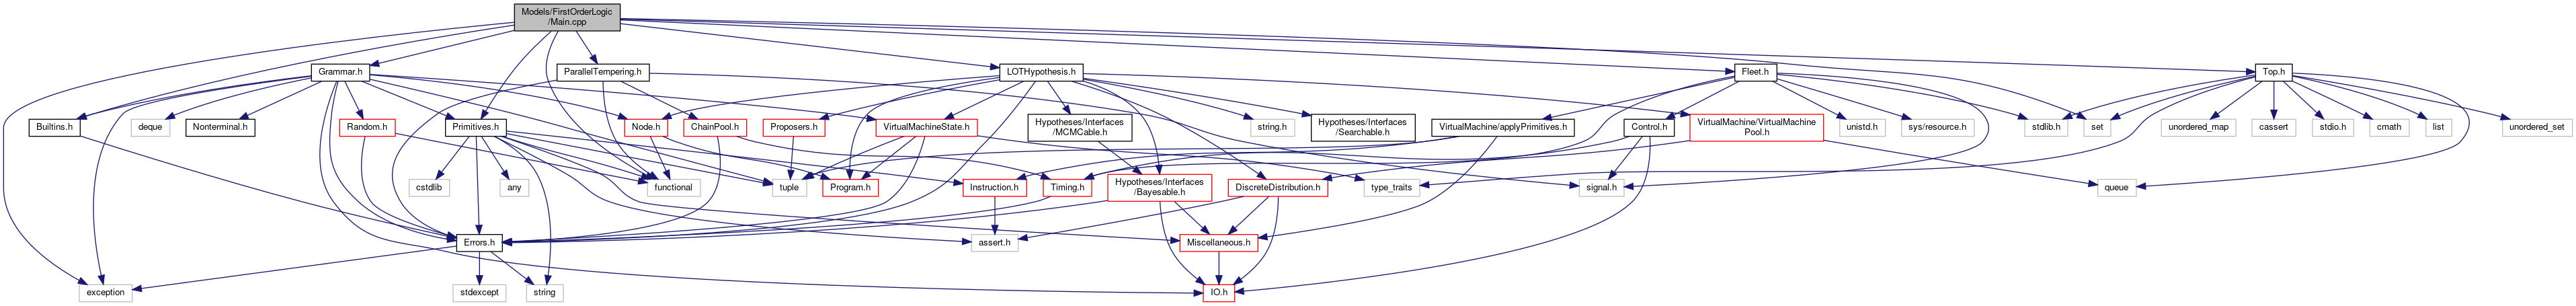 Models/FirstOrderLogic
/Main.cpp
Grammar.h
ParallelTempering.h
LOTHypothesis.h
Fleet.h
Top.h
Builtins.h
deque
Nonterminal.h
Random.h
Primitives.h
Node.h
ChainPool.h
Proposers.h
VirtualMachineState.h
Hypotheses/Interfaces
/MCMCable.h
string.h
Hypotheses/Interfaces
/Searchable.h
VirtualMachine/applyPrimitives.h
Control.h
VirtualMachine/VirtualMachine
Pool.h
unistd.h
sys/resource.h
stdlib.h
set
unordered_map
cassert
stdio.h
cmath
list
unordered_set
cstdlib
any
functional
tuple
Program.h
Instruction.h
Timing.h
Hypotheses/Interfaces
/Bayesable.h
DiscreteDistribution.h
type_traits
signal.h
queue
Errors.h
assert.h
Miscellaneous.h
exception
stdexcept
string
IO.h